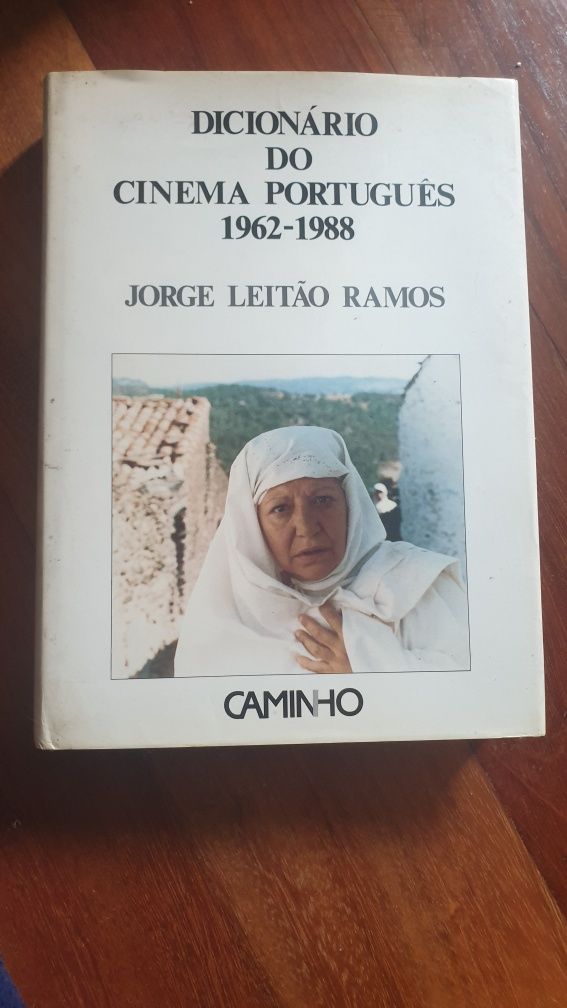 DICIONÁRIO
DO
CINEMA PORTUGUÊS
1962-1988
JORGE LEITÃO RAMOS
CAMINHO